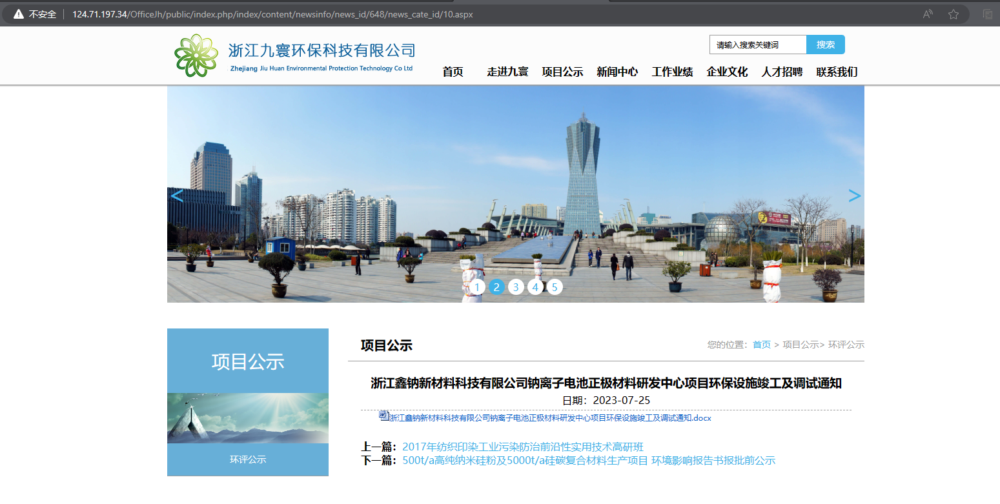 不安全 124.71.197.34/OfficeJh/public/index.php/index/content/newsinfo/news_id/648/news_cate_id/10.aspx
浙江九寰环保科技有限公司
Zhejiang Jiu Huan Environmental Protection Technology Co Ltd
请输入搜索关键词 搜索
首页 走进九寰 项目公示 新闻中心 工作业绩 企业文化 人才招聘 联系我们
< >
1 2 3 4 5
项目公示
环评公示
项目公示 您的位置：首页 > 项目公示> 环评公示
浙江鑫钠新材料科技有限公司钠离子电池正极材料研发中心项目环保设施竣工及调试通知
日期：2023-07-25
浙江鑫钠新材料科技有限公司钠离子电池正极材料研发中心项目环保设施竣工及调试通知.docx
上一篇：2017年纺织印染工业污染防治前沿性实用技术高研班
下一篇：500t/a高纯纳米硅粉及5000t/a硅碳复合材料生产项目 环境影响报告书报批前公示